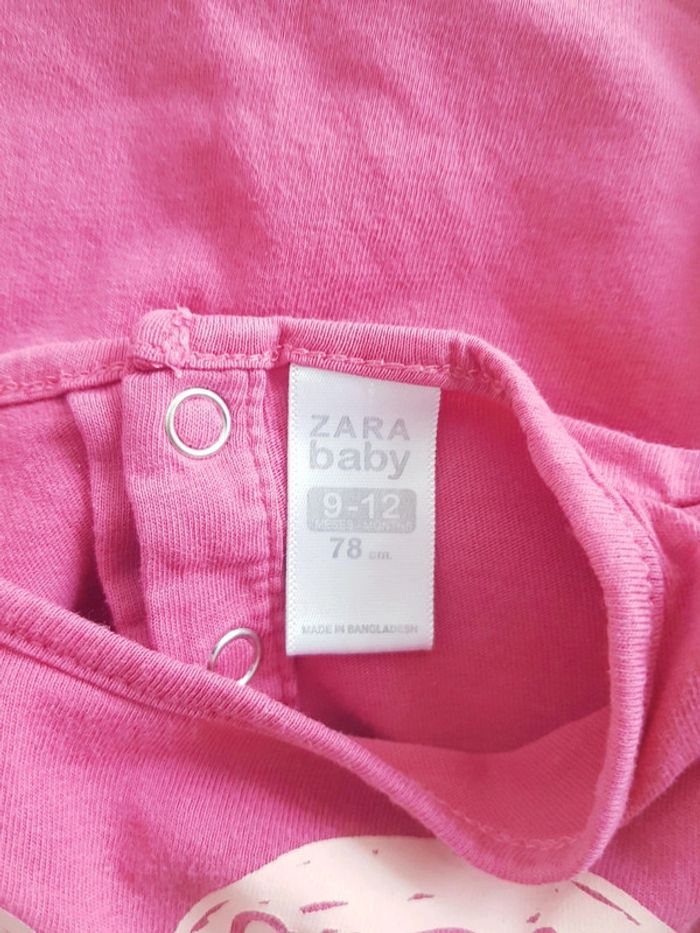 ZARA
baby
9-12
MESES - MONTHS
78 cm.
MADE IN BANGLADESH